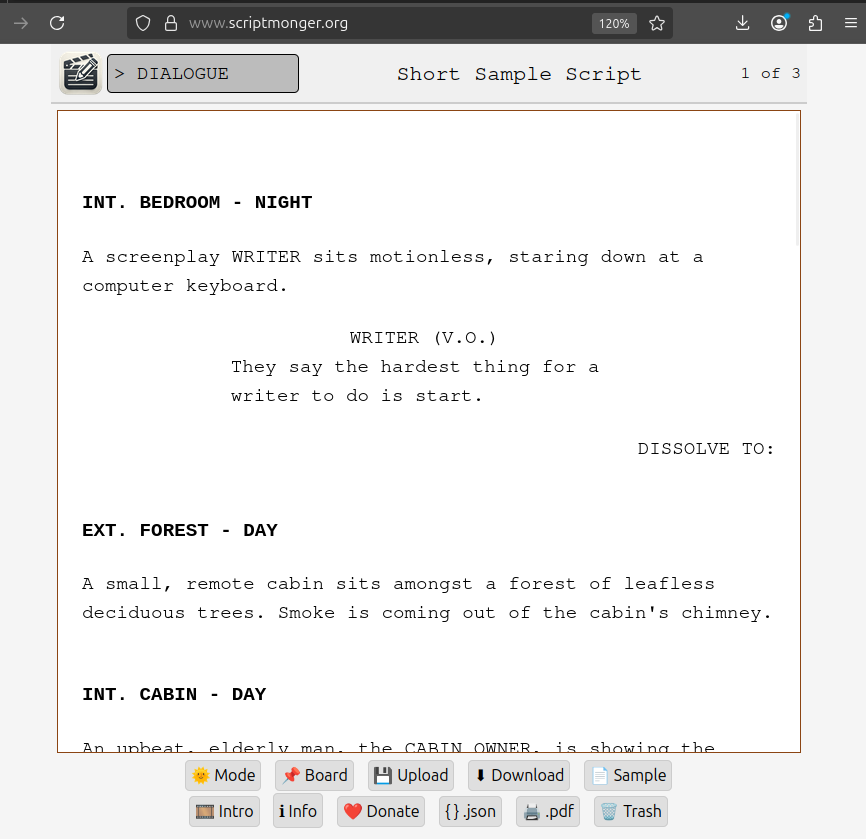 www.scriptmonger.org
120%
> DIALOGUE
Short Sample Script
1 of 3
INT. BEDROOM - NIGHT
A screenplay WRITER sits motionless, staring down at a
computer keyboard.
WRITER (V.O.)
They say the hardest thing for a
writer to do is start.
DISSOLVE TO:
EXT. FOREST - DAY
A small, remote cabin sits amongst a forest of leafless
deciduous trees. Smoke is coming out of the cabin's chimney.
INT. CABIN - DAY
An upbeat, elderly man, the CABIN OWNER, is showing the
Mode Board Upload Download Sample
Intro Info Donate {} .json .pdf Trash